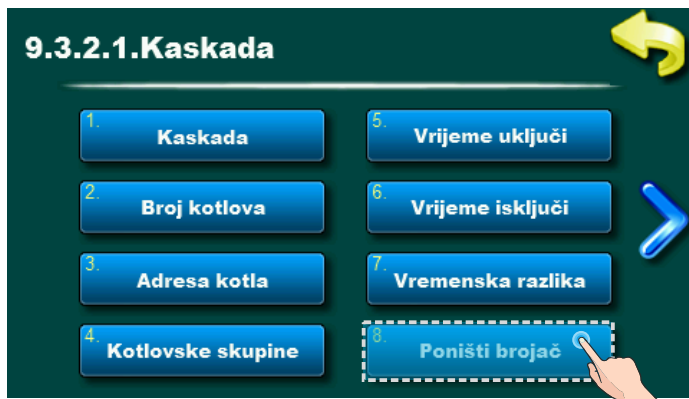 9.3.2.1.Kaskada
1. Kaskada
2. Broj kotlova
3. Adresa kotla
4. Kotlovske skupine
5. Vrijeme uključi
6. Vrijeme isključi
7. Vremenska razlika
8. Poništi brojač